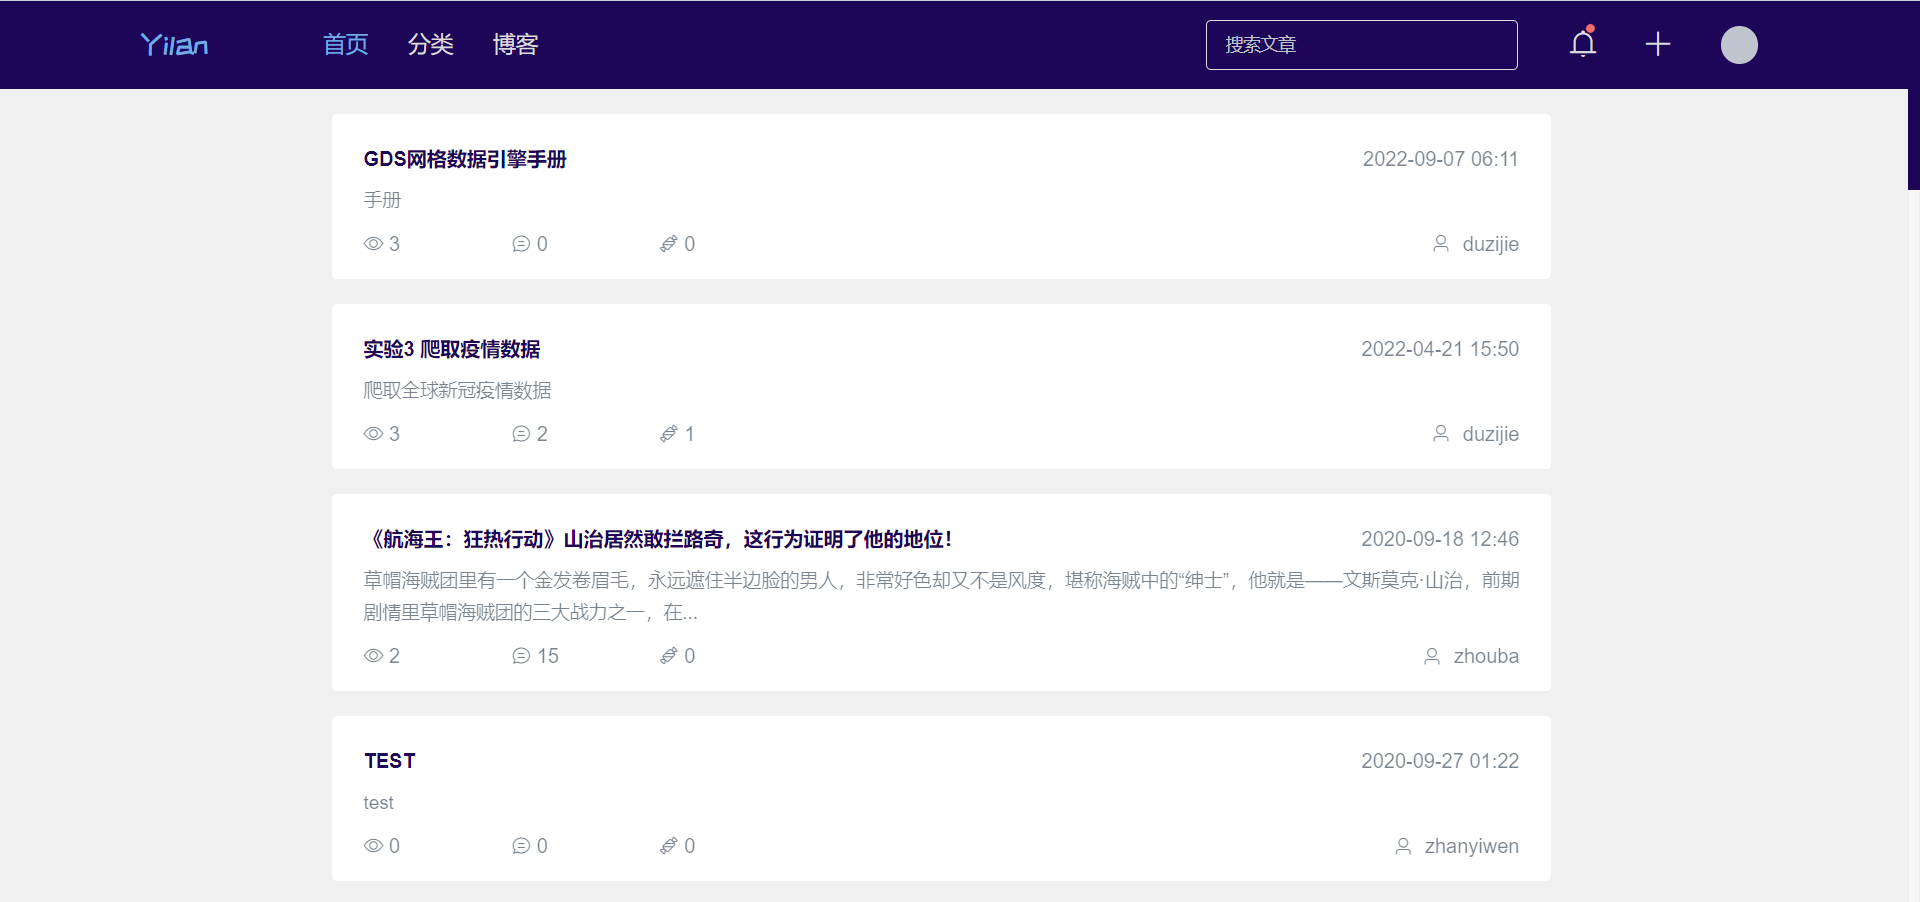 Yilan 首页 分类 博客 搜索文章
GDS网格数据引擎手册 2022-09-07 06:11
手册
3 0 0 duzijie
实验3 爬取疫情数据 2022-04-21 15:50
爬取全球新冠疫情数据
3 2 1 duzijie
《航海王：狂热行动》山治居然敢拦路奇，这行为证明了他的地位！ 2020-09-18 12:46
草帽海贼团里有一个金发卷眉毛，永远遮住半边脸的男人，非常好色却又不是风度，堪称海贼中的“绅士”，他就是——文斯莫克·山治，前期
剧情里草帽海贼团的三大战力之一，在...
2 15 0 zhouba
TEST 2020-09-27 01:22
test
0 0 0 zhanyiwen